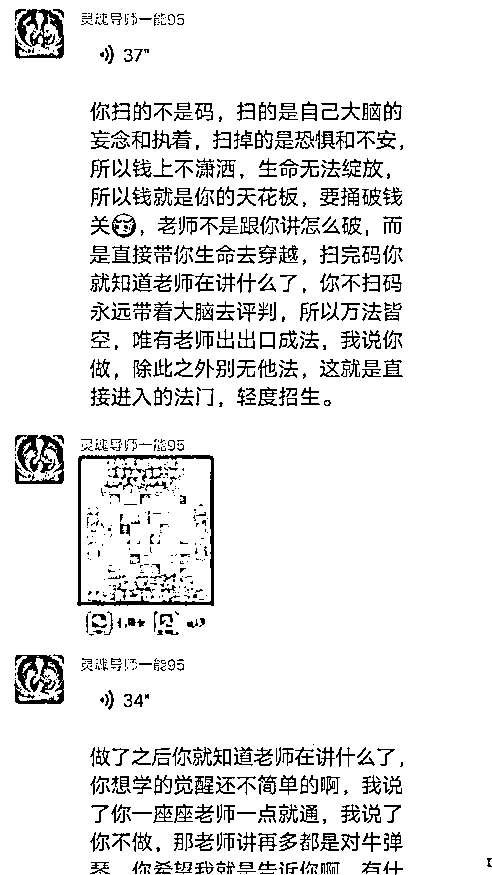 灵魂导师一能95
37"
你扫的不是码，扫的是自己大脑的
妄念和执着，扫掉的是恐惧和不安，
所以钱上不潇洒，生命无法绽放，
所以钱就是你的天花板，要捅破钱
关，老师不是跟你讲怎么破，而
是直接带你生命去穿越，扫完码你
就知道老师在讲什么了，你不扫码
永远带着大脑去评判，所以万法皆
空，唯有老师出出口成法，我说你
做，除此之外别无他法，这就是直
接进入的法门，轻度招生。
灵魂导师一能95
灵魂导师一能95
34"
做了之后你就知道老师在讲什么了，
你想学的觉醒还不简单的啊，我说
了你一座座老师一点就通，我说了
你不做，那老师讲再多都是对牛弹
琴，你希望我就是告诉你啊，有什